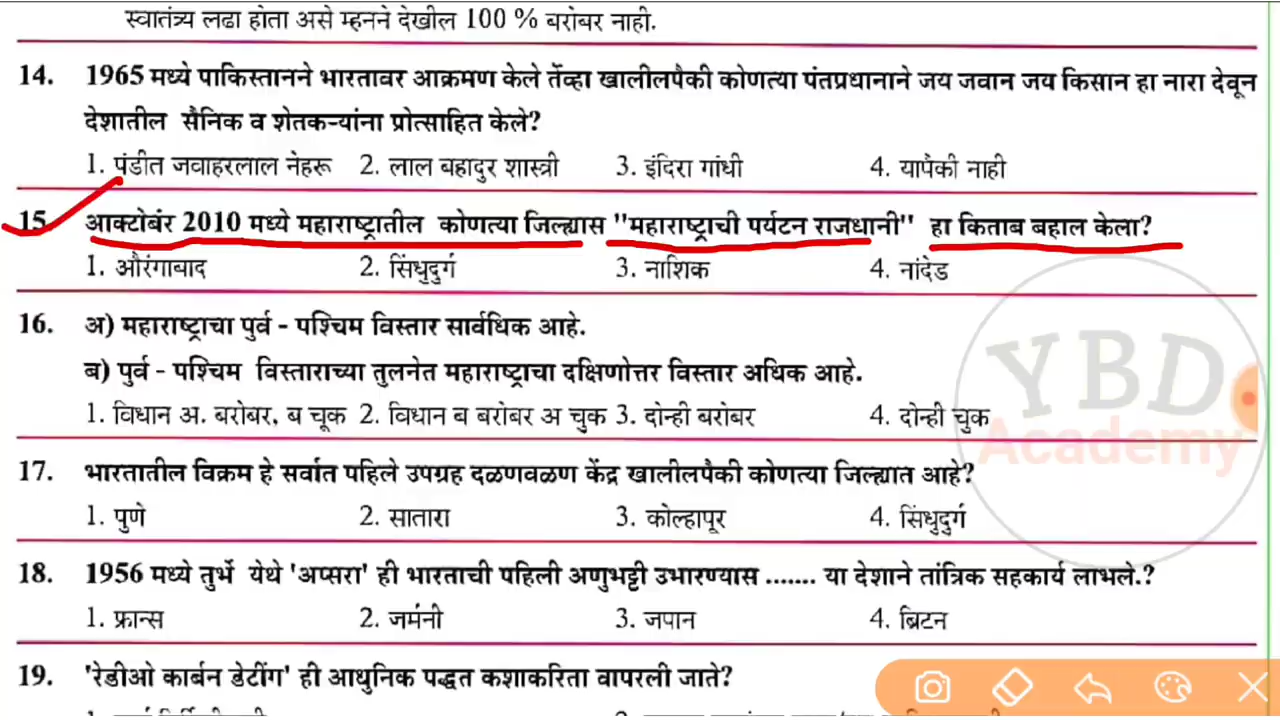 स्वातंत्र्य लढा होता असे म्हनने देखील 100 % बरोबर नाही.
14. 1965 मध्ये पाकिस्तानने भारतावर आक्रमण केले तेंव्हा खालीलपैकी कोणत्या पंतप्रधानाने जय जवान जय किसान हा नारा देवून
देशातील सैनिक व शेतकऱ्यांना प्रोत्साहित केले?
1. पंडीत जवाहरलाल नेहरू 2. लाल बहादुर शास्त्री 3. इंदिरा गांधी 4. यापैकी नाही
15. आक्टोबंर 2010 मध्ये महाराष्ट्रातील कोणत्या जिल्ह्यास "महाराष्ट्राची पर्यटन राजधानी" हा किताब बहाल केला?
1. औरंगाबाद 2. सिंधुदुर्ग 3. नाशिक 4. नांदेड
16. अ) महाराष्ट्राचा पुर्व - पश्चिम विस्तार सार्वधिक आहे.
ब) पुर्व - पश्चिम विस्ताराच्या तुलनेत महाराष्ट्राचा दक्षिणोत्तर विस्तार अधिक आहे.
1. विधान अ. बरोबर, ब चूक 2. विधान ब बरोबर अ चुक 3. दोन्ही बरोबर 4. दोन्ही चुक
YBD
Academy
17. भारतातील विक्रम हे सर्वात पहिले उपग्रह दळणवळण केंद्र खालीलपैकी कोणत्या जिल्ह्यात आहे?
1. पुणे 2. सातारा 3. कोल्हापूर 4. सिंधुदुर्ग
18. 1956 मध्ये तुर्भे येथे 'अप्सरा' ही भारताची पहिली अणुभट्टी उभारण्यास ....... या देशाने तांत्रिक सहकार्य लाभले.?
1. फ्रान्स 2. जर्मनी 3. जपान 4. ब्रिटन
19. 'रेडीओ कार्बन डेटींग' ही आधुनिक पद्धत कशाकरिता वापरली जाते?